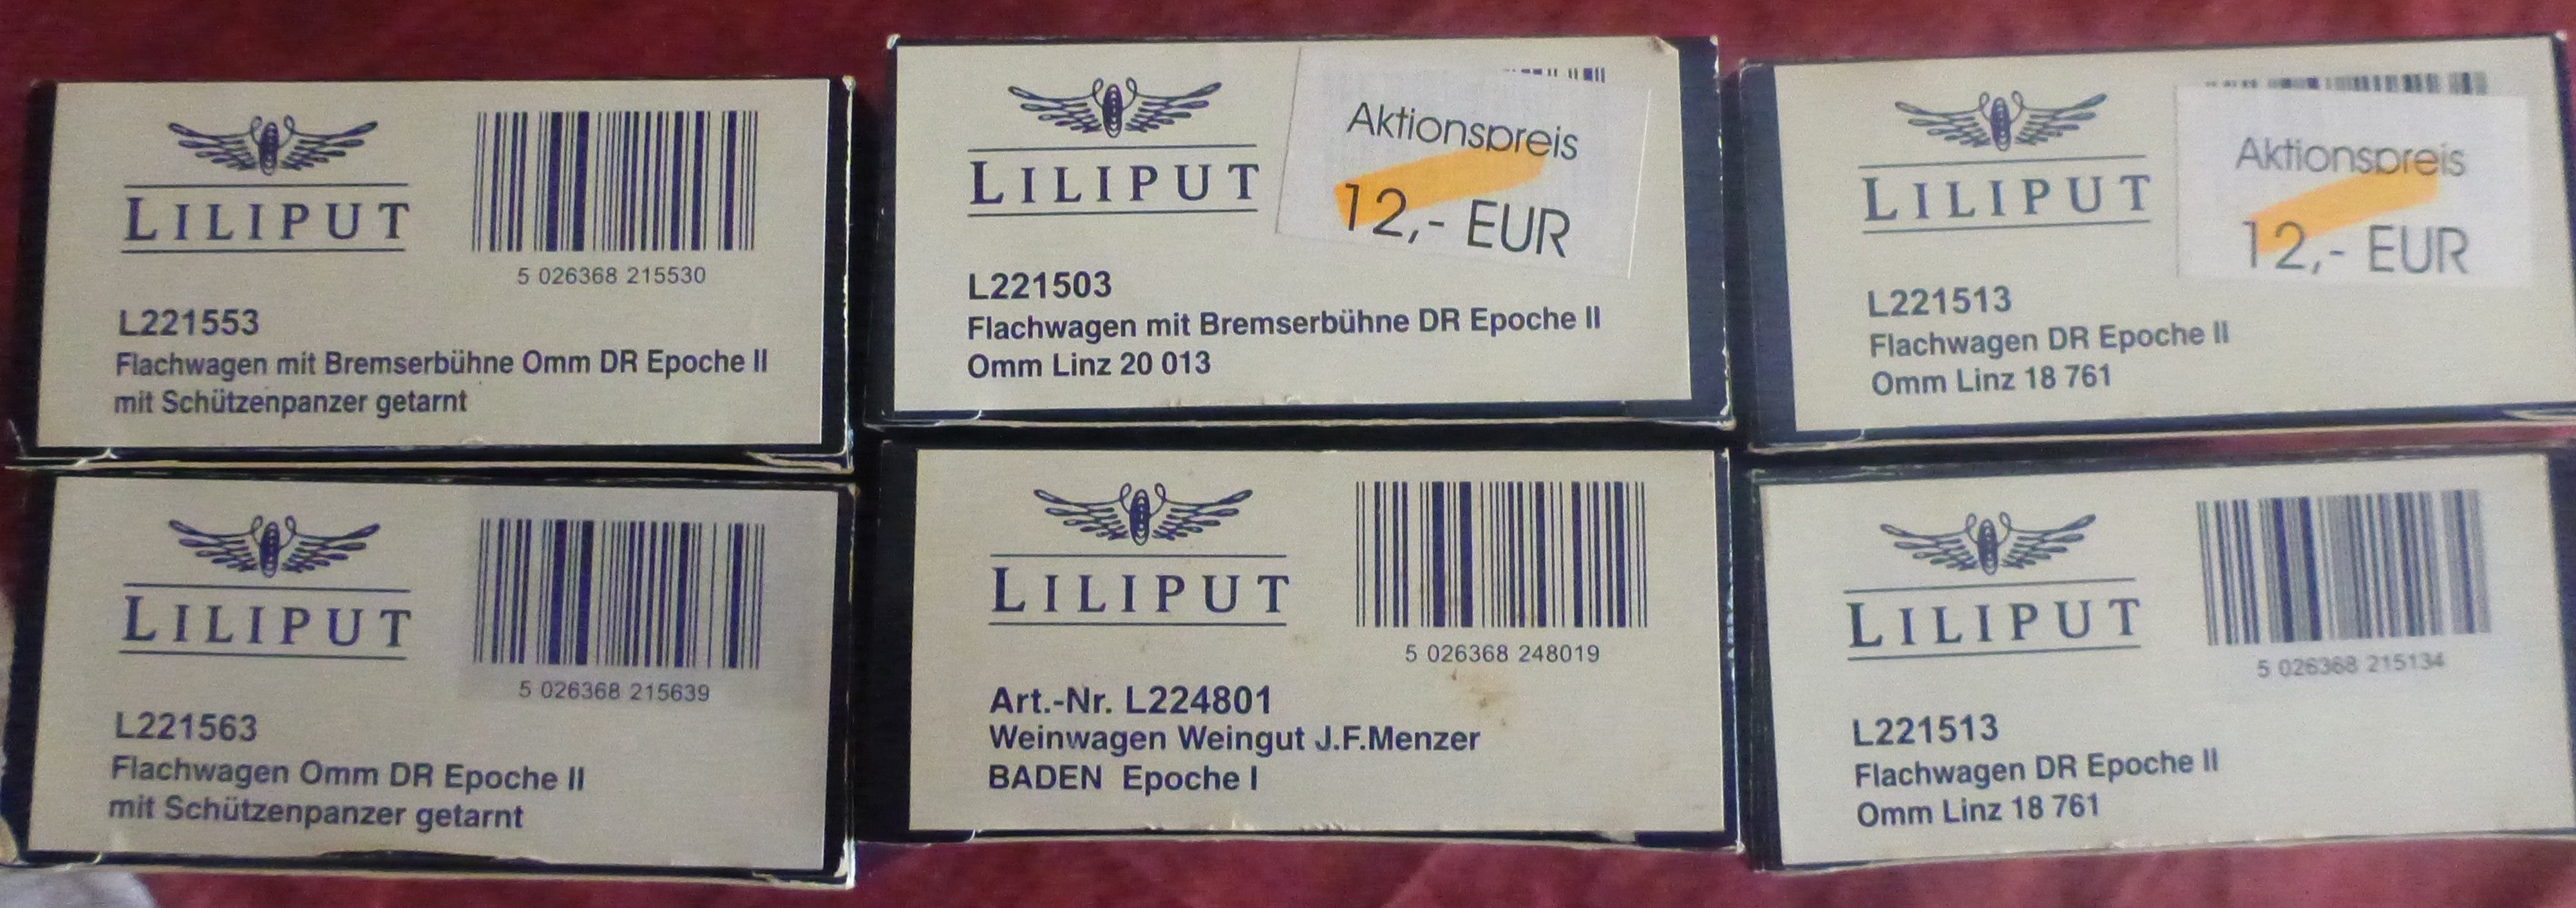 LILIPUT
5 026368 215530
L221553
Flachwagen mit Bremserbühne Omm DR Epoche II
mit Schützenpanzer getarnt
LILIPUT
Aktionspreis
12,- EUR
L221503
Flachwagen mit Bremserbühne DR Epoche II
Omm Linz 20 013
LILIPUT
Aktionspreis
12,- EUR
L221513
Flachwagen DR Epoche II
Omm Linz 18 761
LILIPUT
5 026368 215639
L221563
Flachwagen Omm DR Epoche II
mit Schützenpanzer getarnt
LILIPUT
5 026368 248019
Art.-Nr. L224801
Weinwagen Weingut J.F.Menzer
BADEN Epoche I
LILIPUT
5 026368 215134
L221513
Flachwagen DR Epoche II
Omm Linz 18 761